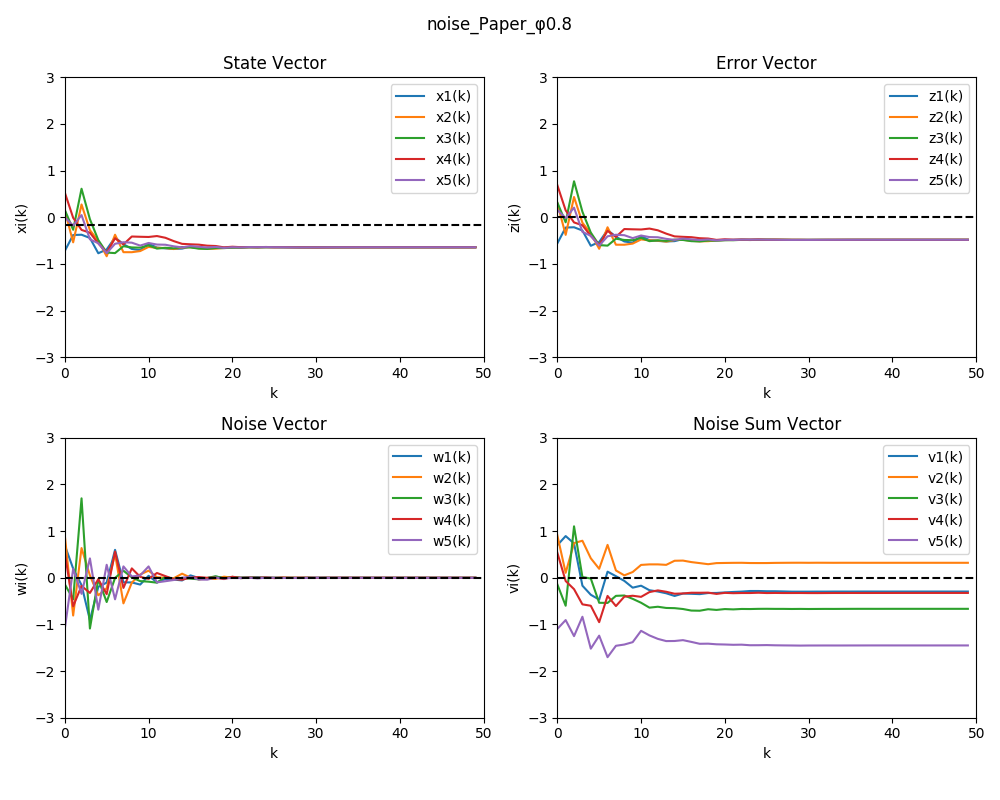 noise_Paper_φ0.8
State Vector
3
2
1
0
−1
−2
−3
xi(k)
x1(k)
x2(k)
x3(k)
x4(k)
x5(k)
0 10 20 30 40 50
k
Error Vector
3
2
1
0
−1
−2
−3
zi(k)
z1(k)
z2(k)
z3(k)
z4(k)
z5(k)
0 10 20 30 40 50
k
Noise Vector
3
2
1
0
−1
−2
−3
wi(k)
w1(k)
w2(k)
w3(k)
w4(k)
w5(k)
0 10 20 30 40 50
k
Noise Sum Vector
3
2
1
0
−1
−2
−3
vi(k)
v1(k)
v2(k)
v3(k)
v4(k)
v5(k)
0 10 20 30 40 50
k